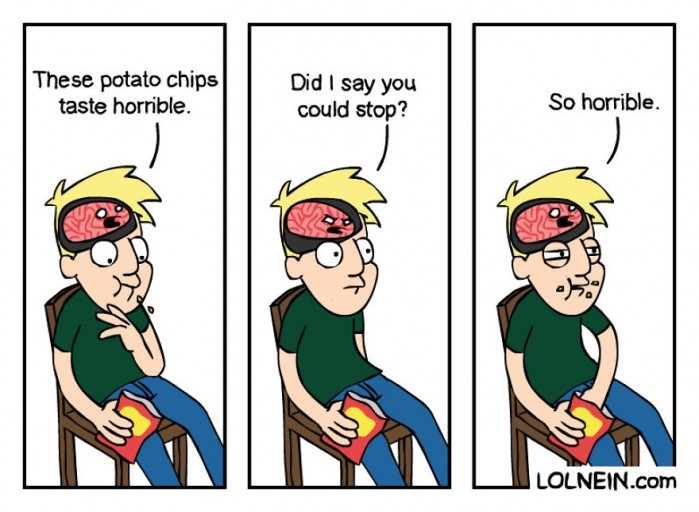 These potato chips
taste horrible.
Did I say you
could stop?
So horrible.
LOLNEIN.com